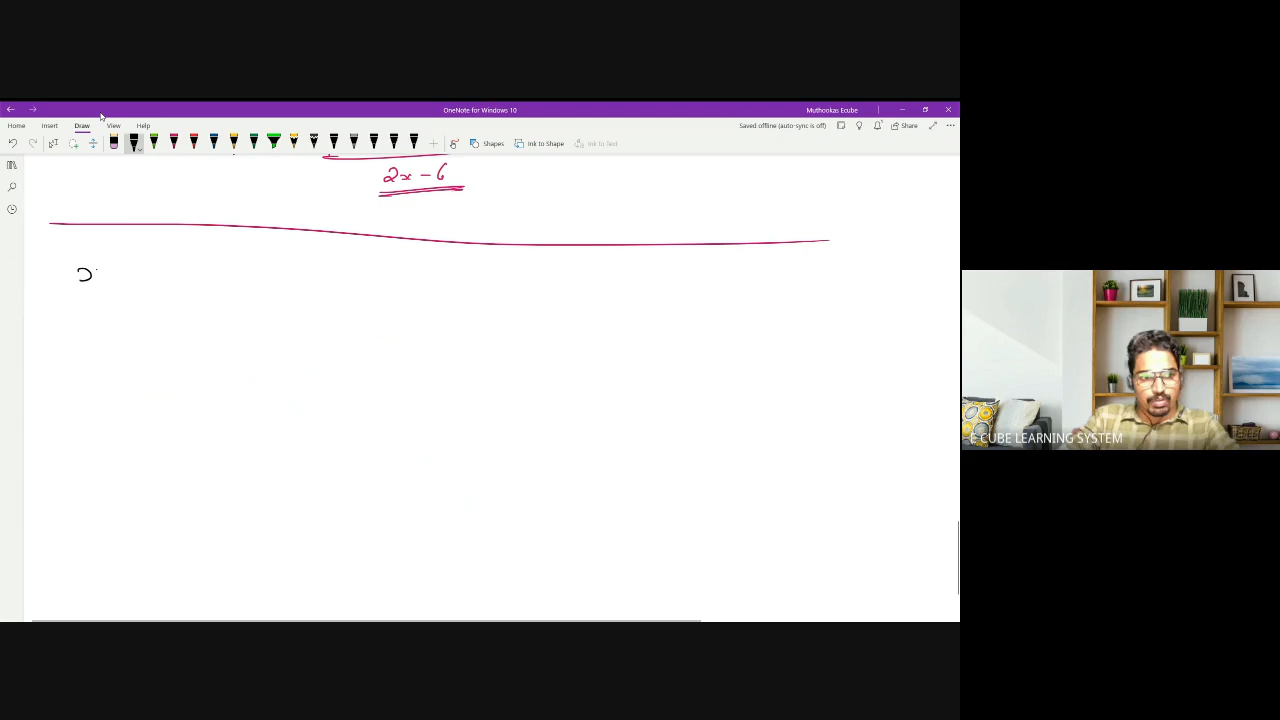 OneNote for Windows 10
Muthookas Ecube
Home Insert Draw View Help
Saved offline (auto-sync is off)
Share
Shapes
Ink to Shape
Ink to Text
2x - 6
E CUBE LEARNING SYSTEM